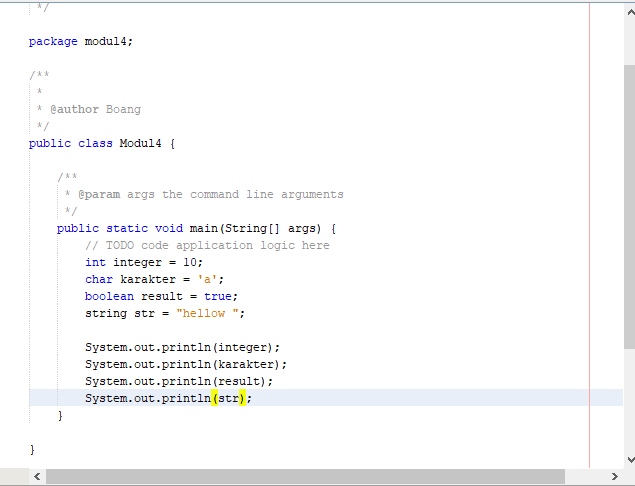 */
package modul4;
/**
*
* @author Boang
*/
public class Modul4 {
/**
* @param args the command line arguments
*/
public static void main(String[] args) {
// TODO code application logic here
int integer = 10;
char karakter = 'a';
boolean result = true;
string str = "hellow ";
System.out.println(integer);
System.out.println(karakter);
System.out.println(result);
System.out.println(str);
}
}